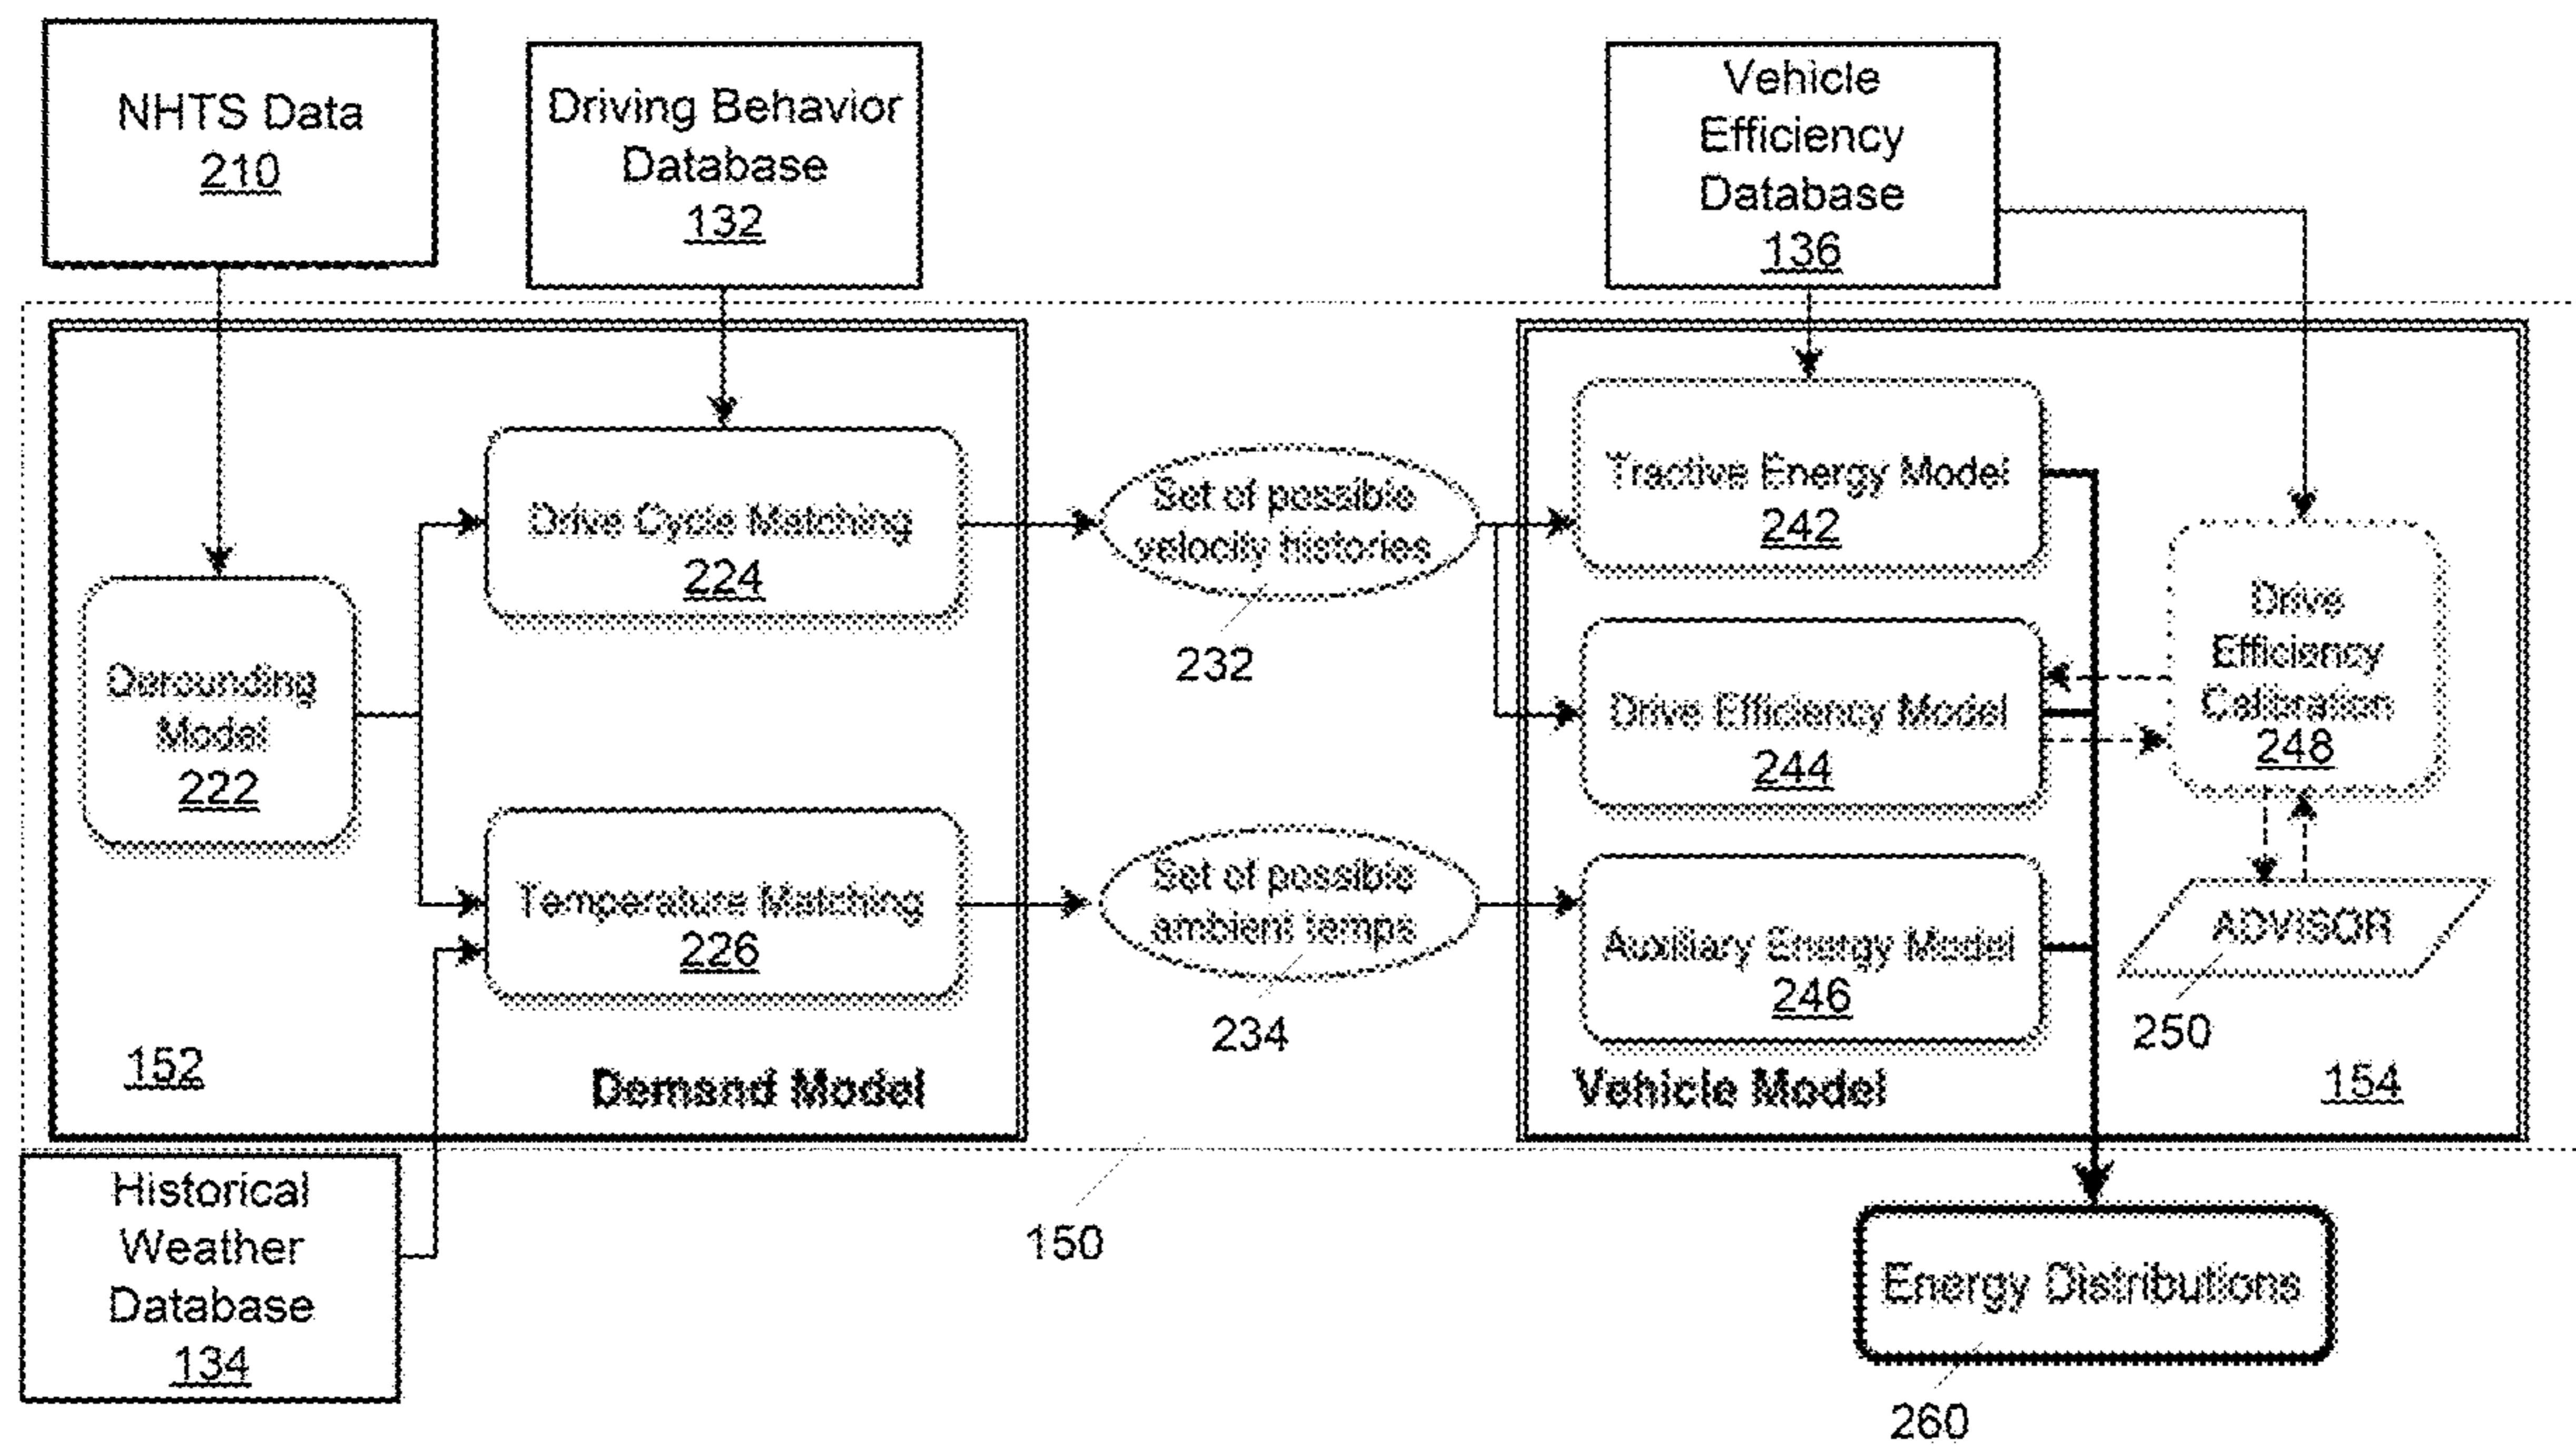 NHTS Data
210
Driving Behavior
Database
132
Vehicle
Efficiency
Database
136
Derounding
Model
222
Drive Cycle Matching
224
Temperature Matching
226
152
Demand Model
Set of possible
velocity histories
232
Set of possible
ambient temps
234
Tractive Energy Model
242
Drive Efficiency Model
244
Auxiliary Energy Model
246
Drive
Efficiency
Calibration
248
ADVISOR
250
Vehicle Model
154
Historical
Weather
Database
134
150
Energy Distributions
260